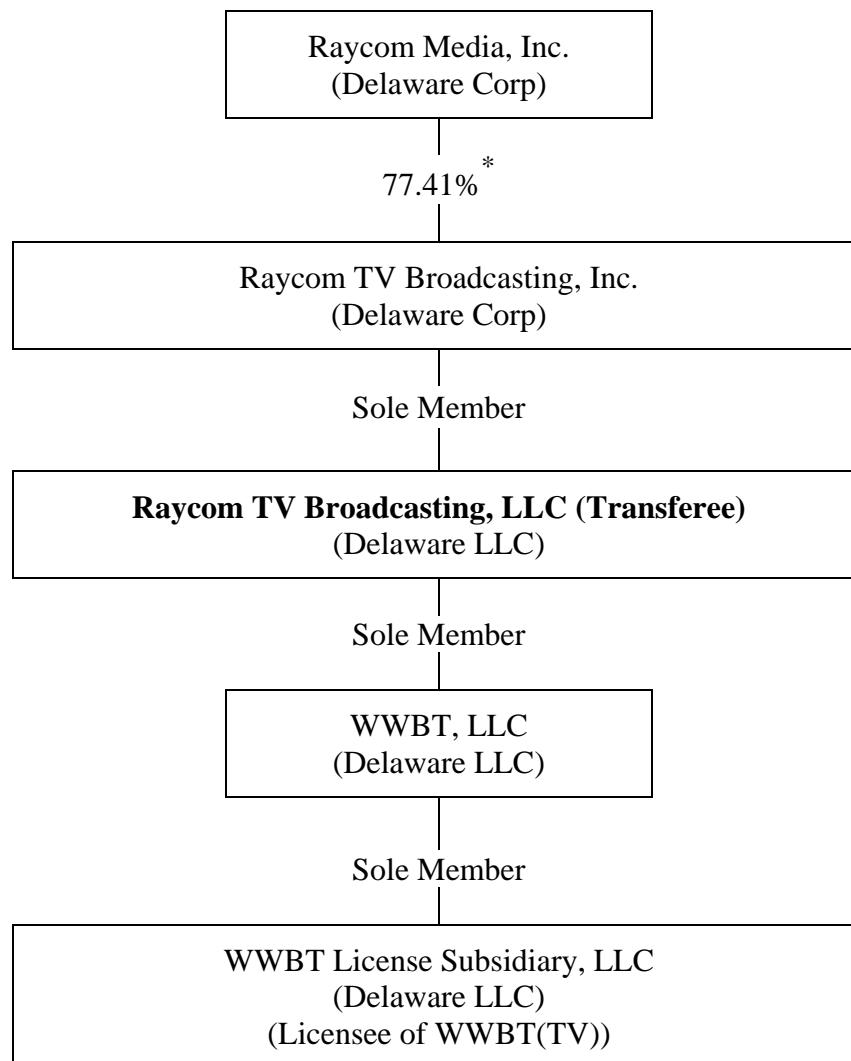 Raycom Media, Inc.
(Delaware Corp)
77.41%*
Raycom TV Broadcasting, Inc.
(Delaware Corp)
Sole Member
Raycom TV Broadcasting, LLC (Transferee)
(Delaware LLC)
Sole Member
WWBT, LLC
(Delaware LLC)
Sole Member
WWBT License Subsidiary, LLC
(Delaware LLC)
(Licensee of WWBT(TV))